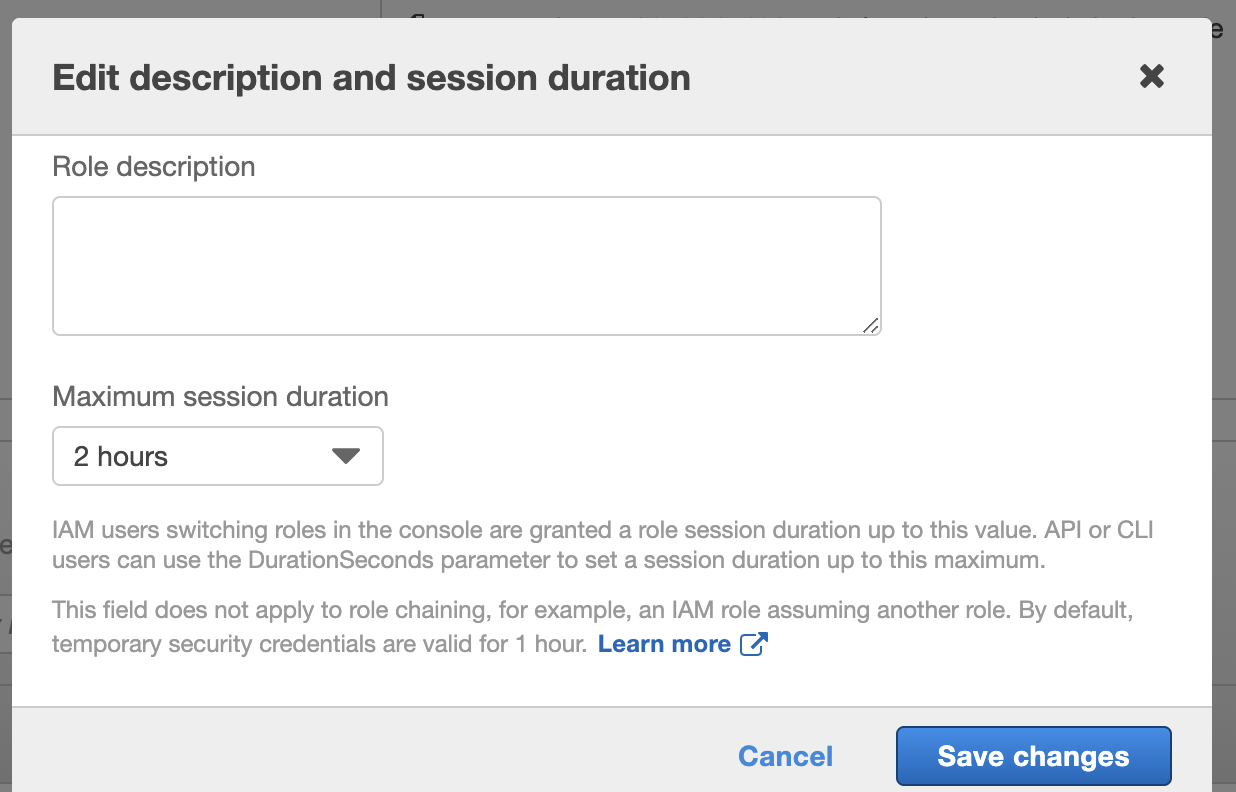 Edit description and session duration
Role description
Maximum session duration
2 hours
IAM users switching roles in the console are granted a role session duration up to this value. API or CLI
users can use the DurationSeconds parameter to set a session duration up to this maximum.
This field does not apply to role chaining, for example, an IAM role assuming another role. By default,
temporary security credentials are valid for 1 hour. Learn more
Cancel
Save changes